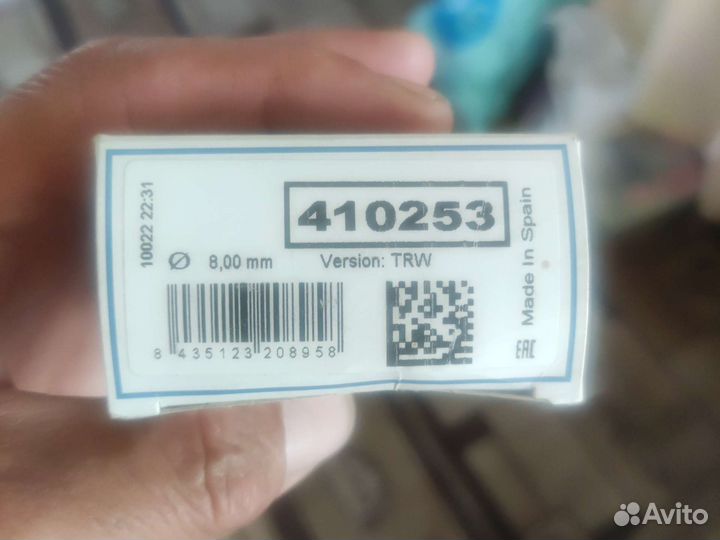 10022 22:31
410253
Ø 8,00 mm
Version: TRW
8 435123 208958
Made In Spain
EAC
Avito